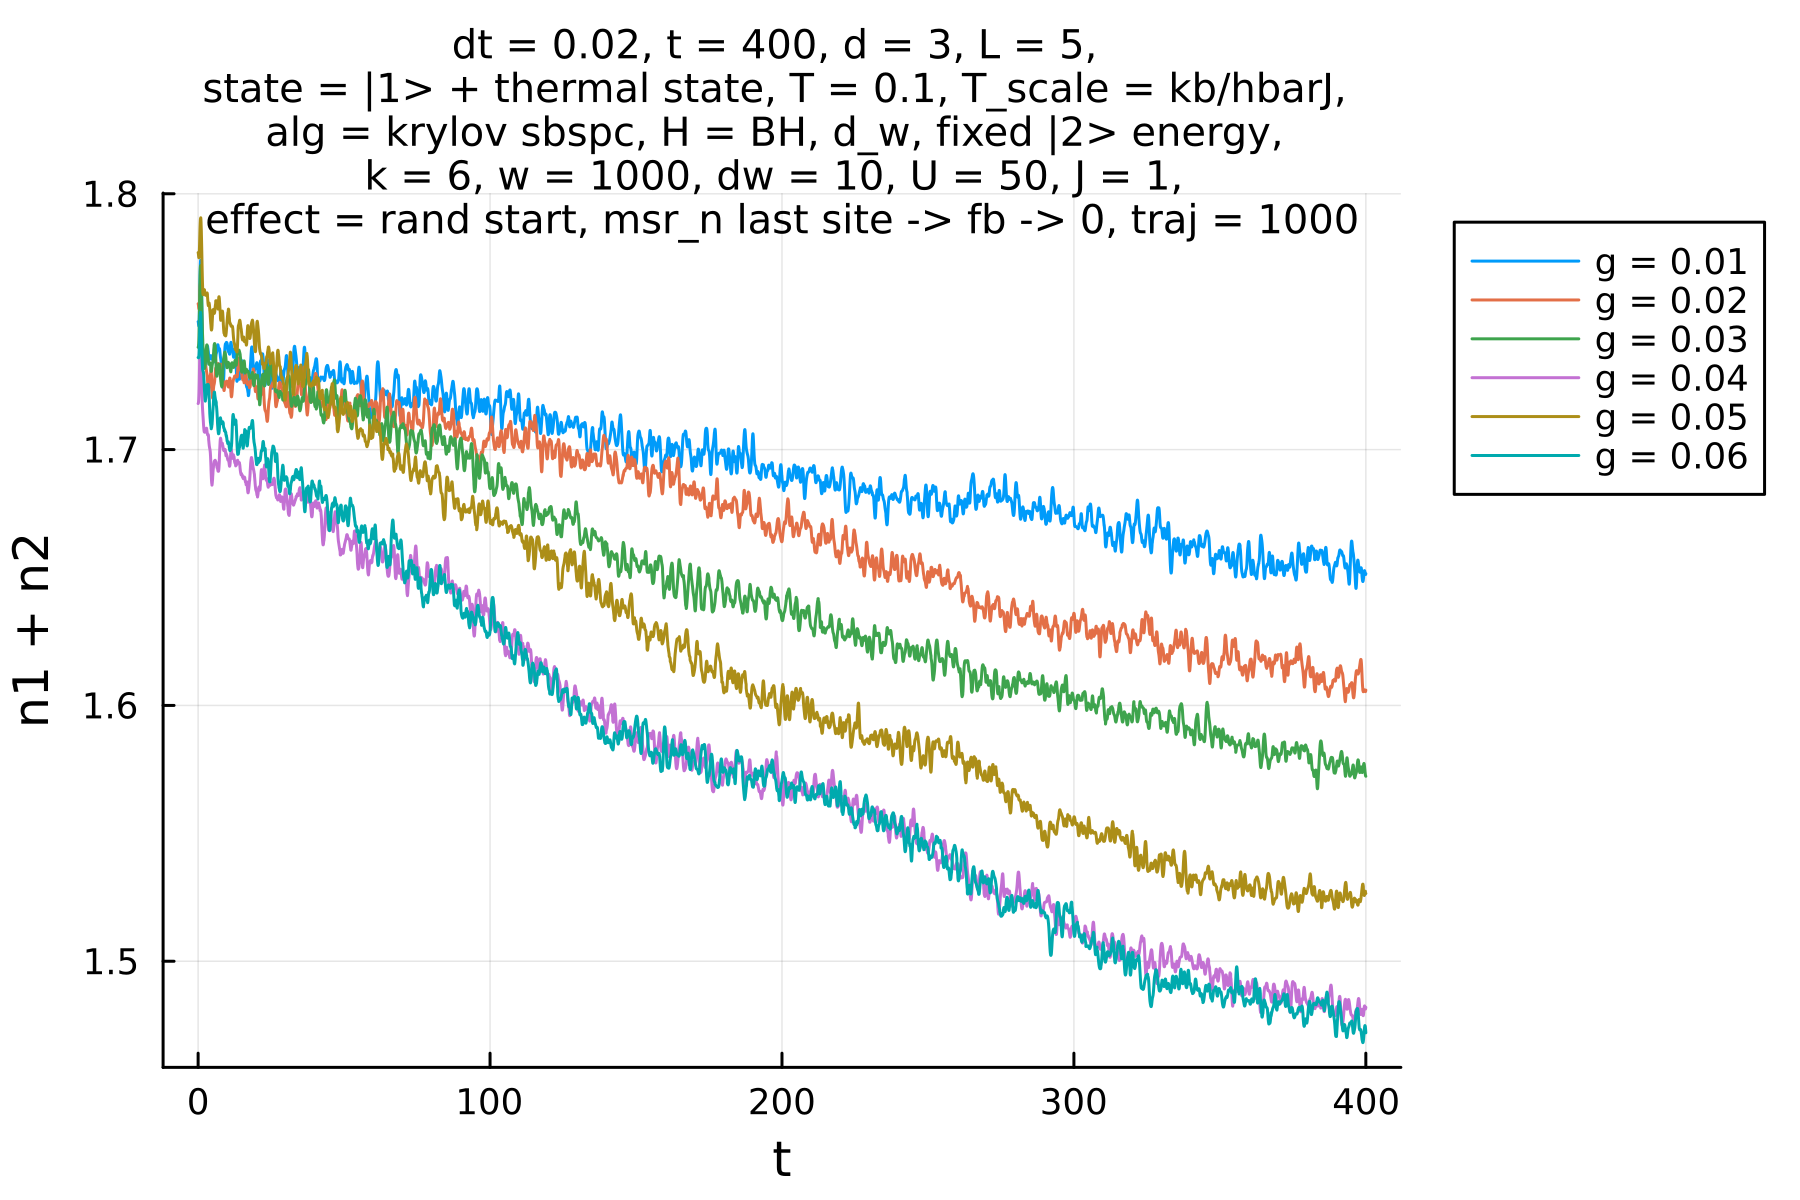 dt = 0.02, t = 400, d = 3, L = 5,
state = |1> + thermal state, T = 0.1, T_scale = kb/hbarJ,
alg = krylov sbspc, H = BH, d_w, fixed |2> energy,
k = 6, w = 1000, dw = 10, U = 50, J = 1,
effect = rand start, msr_n last site -> fb -> 0, traj = 1000
1.8
1.7
1.6
1.5
n1 + n2
0 100 200 300 400
t
g = 0.01
g = 0.02
g = 0.03
g = 0.04
g = 0.05
g = 0.06